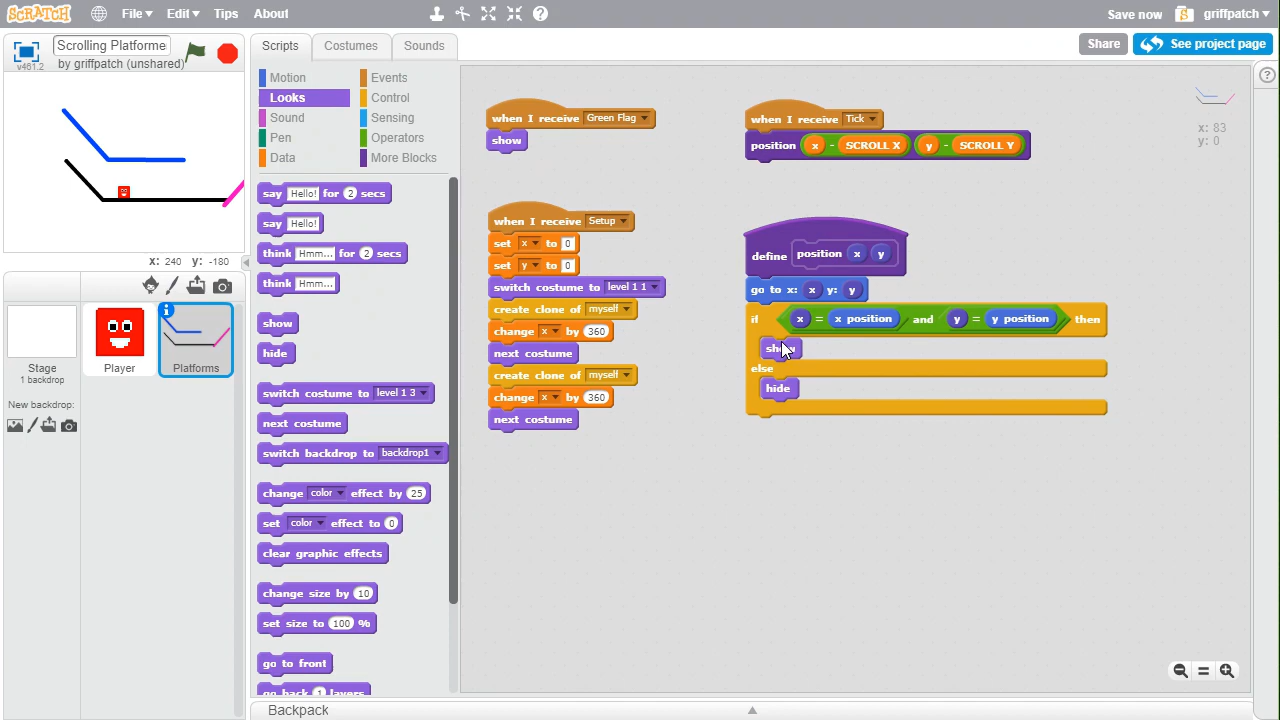 SCRATCH File Edit Tips About Save now griffpatch
Scrolling Platforme
by griffpatch (unshared)
v461.2
Scripts Costumes Sounds
Share See project page
Motion Events
Looks Control
Sound Sensing
Pen Operators
Data More Blocks
say Hello! for 2 secs
say Hello!
think Hmm... for 2 secs
think Hmm...
show
hide
switch costume to level 1 3
next costume
switch backdrop to backdrop1
change color effect by 25
set color effect to 0
clear graphic effects
change size by 10
set size to 100 %
go to front
go back 1 layers
x: 240 y: -180
Stage
1 backdrop
New backdrop:
Player
Platforms
when I receive Green Flag
show
when I receive Setup
set x to 0
set y to 0
switch costume to level 1 1
create clone of myself
change x by 360
next costume
create clone of myself
change x by 360
next costume
when I receive Tick
position x - SCROLL X y - SCROLL Y
define position x y
go to x: x y: y
if x = x position and y = y position then
show
else
hide
x: 83
y: 0
Backpack